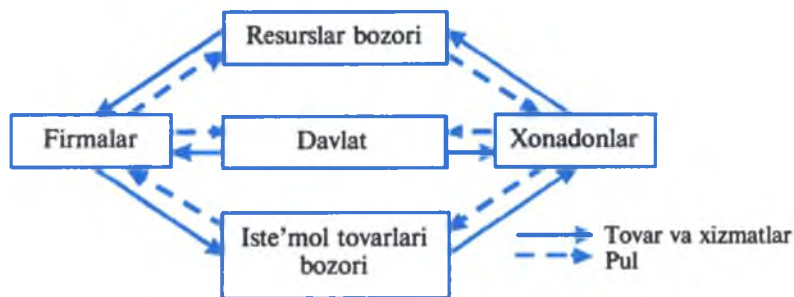 Resurslar bozori
Firmalar
Davlat
Xonadonlar
Iste’mol tovarlari
bozori
Tovar va xizmatlar
Pul